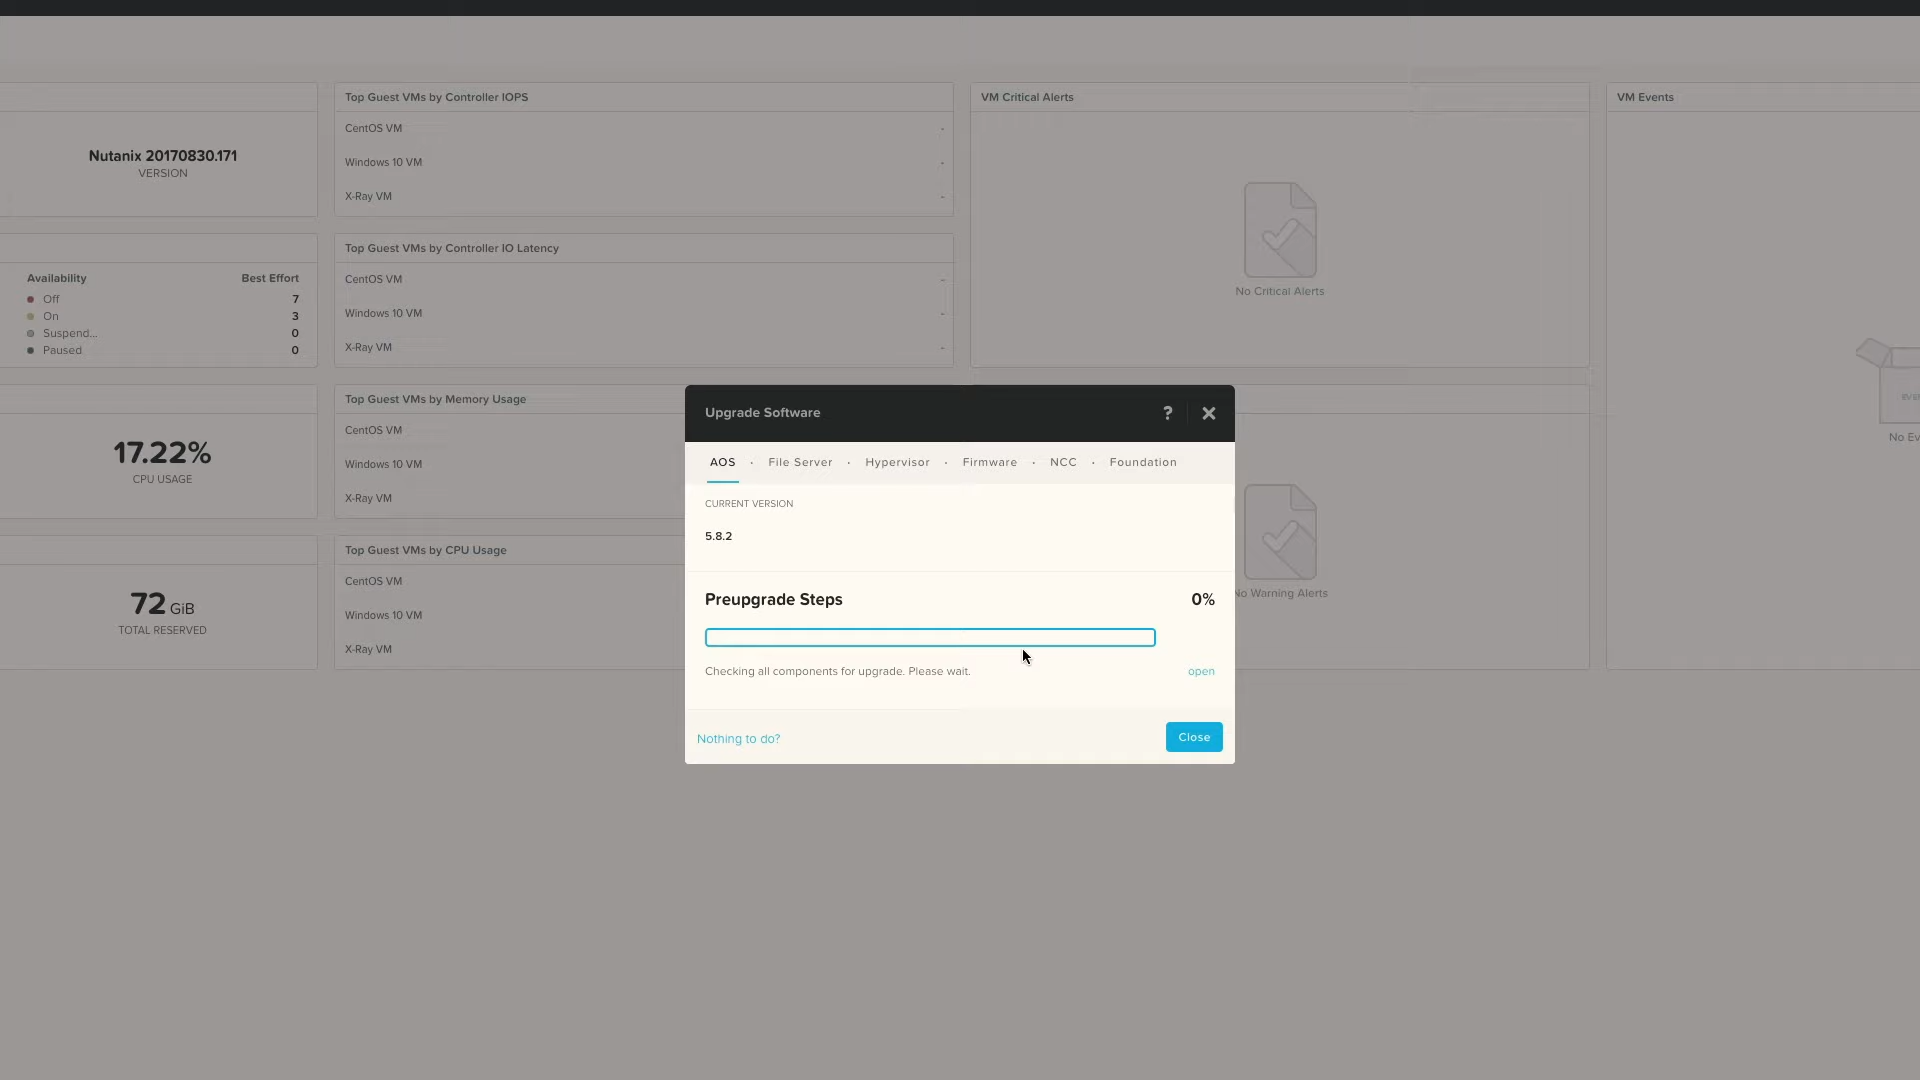 Nutanix 20170830.171
VERSION
Availability Best Effort
Off 7
On 3
Suspend... 0
Paused 0
17.22%
CPU USAGE
72 GiB
TOTAL RESERVED
Top Guest VMs by Controller IOPS
CentOS VM -
Windows 10 VM -
X-Ray VM -
Top Guest VMs by Controller IO Latency
CentOS VM -
Windows 10 VM -
X-Ray VM -
Top Guest VMs by Memory Usage
CentOS VM
Windows 10 VM
X-Ray VM
Top Guest VMs by CPU Usage
CentOS VM
Windows 10 VM
X-Ray VM
VM Critical Alerts
No Critical Alerts
No Warning Alerts
VM Events
No Ev
Upgrade Software ?
AOS · File Server · Hypervisor · Firmware · NCC · Foundation
CURRENT VERSION
5.8.2
Preupgrade Steps 0%
Checking all components for upgrade. Please wait. open
Nothing to do? Close